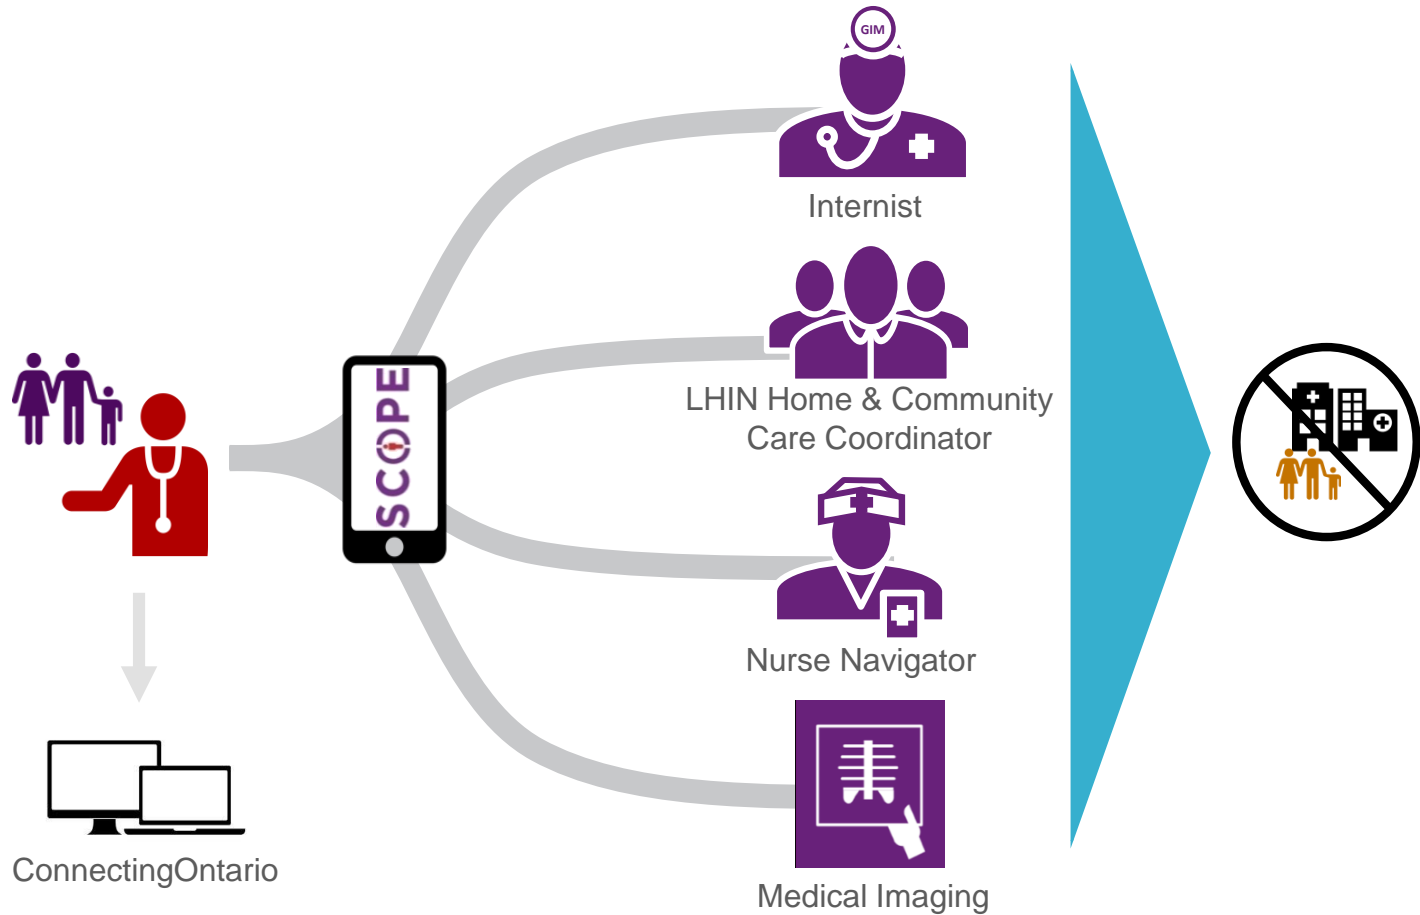 GIM
Internist
SCOPE
LHIN Home & Community
Care Coordinator
Nurse Navigator
ConnectingOntario
Medical Imaging